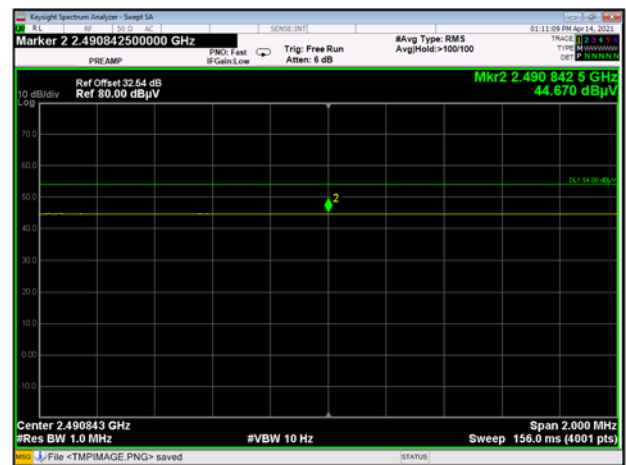 Keysight Spectrum Analyzer - Swept SA
RL RF 50 Ω AC SENSE:INT 01:11:09 PM Apr 14, 2021
Marker 2 2.490842500000 GHz #Avg Type: RMS TRACE 1 2 3 4 5 6
PNO: Fast Trig: Free Run Avg|Hold:>100/100 TYPE M WWWWW
PREAMP IFGain:Low Atten: 6 dB DET P N N N N N
Mkr2 2.490 842 5 GHz
44.670 dBµV
Ref Offset 32.54 dB
10 dB/div Ref 80.00 dBµV
Log
70.0
60.0
DL1 54.00 dBµV
50.0
2
40.0
30.0
20.0
10.0
0.00
-10.0
Center 2.490843 GHz Span 2.000 MHz
#Res BW 1.0 MHz #VBW 10 Hz Sweep 156.0 ms (4001 pts)
MSG File <TMPIMAGE.PNG> saved STATUS